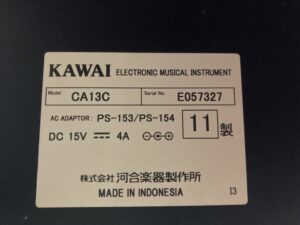 KAWAI ELECTRONIC MUSICAL INSTRUMENT
Model CA13C Serial No. E057327
AC ADAPTOR : PS-153/PS-154
DC 15V ⎓ 4A
11製
株式会社 河合楽器製作所
MADE IN INDONESIA
I3